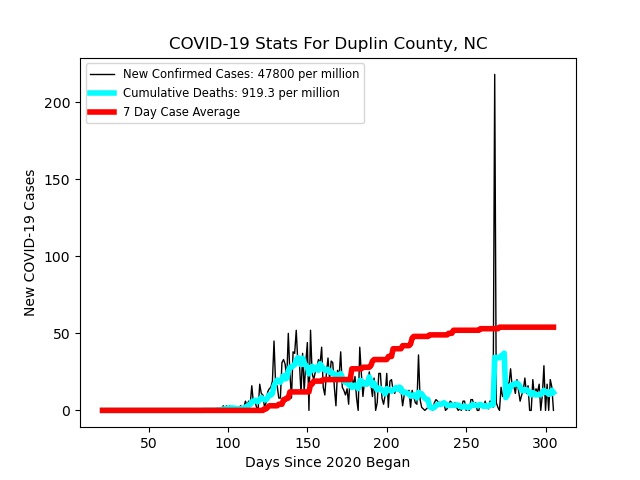 COVID-19 Stats For Duplin County, NC
New Confirmed Cases: 47800 per million
Cumulative Deaths: 919.3 per million
7 Day Case Average
New COVID-19 Cases
200
150
100
50
0
50 100 150 200 250 300
Days Since 2020 Began